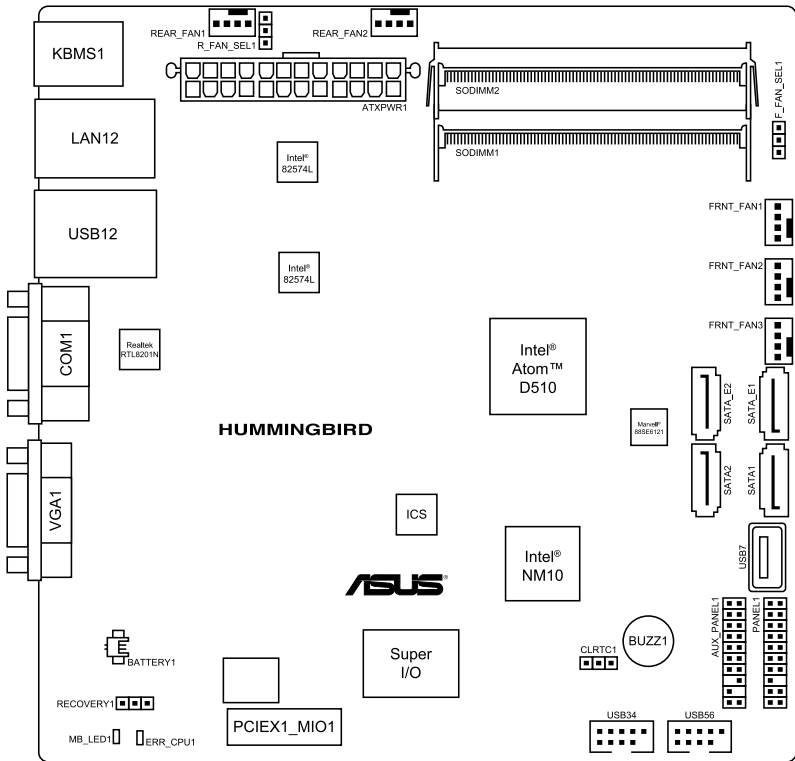 REAR_FAN1
R_FAN_SEL1
REAR_FAN2
KBMS1
ATXPWR1
SODIMM2
F_FAN_SEL1
LAN12
SODIMM1
Intel®
82574L
FRNT_FAN1
USB12
Intel®
82574L
FRNT_FAN2
COM1
Realtek
RTL8201N
Intel®
Atom™
D510
FRNT_FAN3
SATA_E2
SATA_E1
Marvell®
88SE6121
HUMMINGBIRD
VGA1
SATA2
SATA1
ICS
Intel®
NM10
USB7
ASUS®
AUX_PANEL1
PANEL1
BATTERY1
Super
I/O
CLRTC1
BUZZ1
RECOVERY1
PCIEX1_MIO1
USB34
USB56
MB_LED1
ERR_CPU1